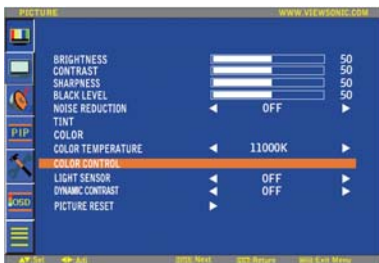 PICTURE WWW.VIEWSONIC.COM
BRIGHTNESS 50
CONTRAST 50
SHARPNESS 50
BLACK LEVEL 50
NOISE REDUCTION OFF
TINT
COLOR
COLOR TEMPERATURE 11000K
COLOR CONTROL
LIGHT SENSOR OFF
DYNAMIC CONTRAST OFF
PICTURE RESET
PIP
OSD
Sel Adj Next Return Exit Menu